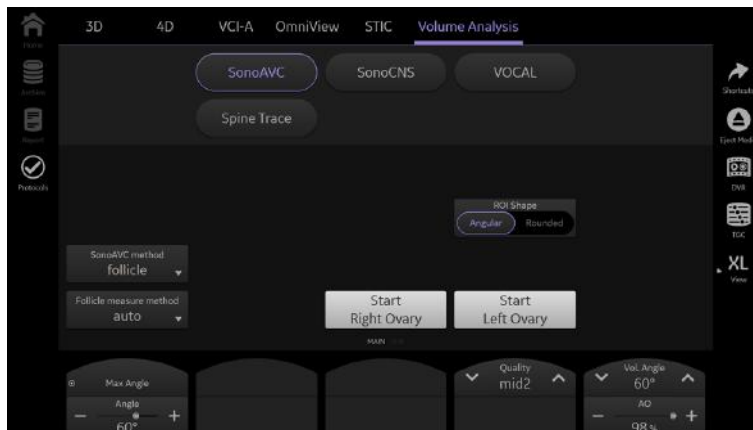 3D 4D VCI-A OmniView STIC Volume Analysis
Home
SonoAVC SonoCNS VOCAL
Archive
Shortcuts
Spine Trace
Report
Eject Media
Protocols
DVR
ROI Shape
Angular Rounded
TGC
SonoAVC method
follicle
XL
View
Follicle measure method
auto
Start
Right Ovary
Start
Left Ovary
MAIN
Max Angle
Quality
mid2
Vol. Angle
60°
Angle
60°
AO
98 %